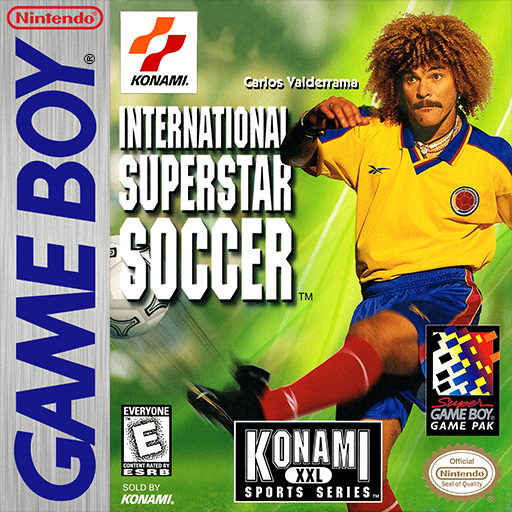 Nintendo
GAME BOY
®
KONAMI.
Carlos Valderrama
INTERNATIONAL
SUPERSTAR
SOCCER
TM
Super
GAME BOY
GAME PAK
EVERYONE
E
CONTENT RATED BY
ESRB
SOLD BY
KONAMI.
KONAMI
XXL
SPORTS SERIES
TM
Official
Nintendo
Seal of Quality